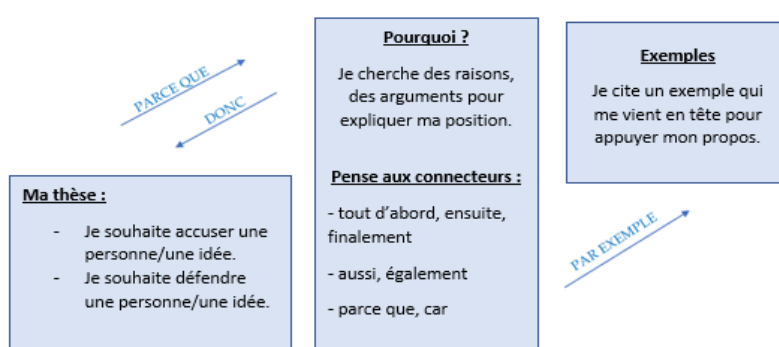 PARCE QUE
DONC
Ma thèse :
- Je souhaite accuser une
personne/une idée.
- Je souhaite défendre
une personne/une idée.
Pourquoi ?
Je cherche des raisons,
des arguments pour
expliquer ma position.
Pense aux connecteurs :
- tout d'abord, ensuite,
finalement
- aussi, également
- parce que, car
PAR EXEMPLE
Exemples
Je cite un exemple qui
me vient en tête pour
appuyer mon propos.